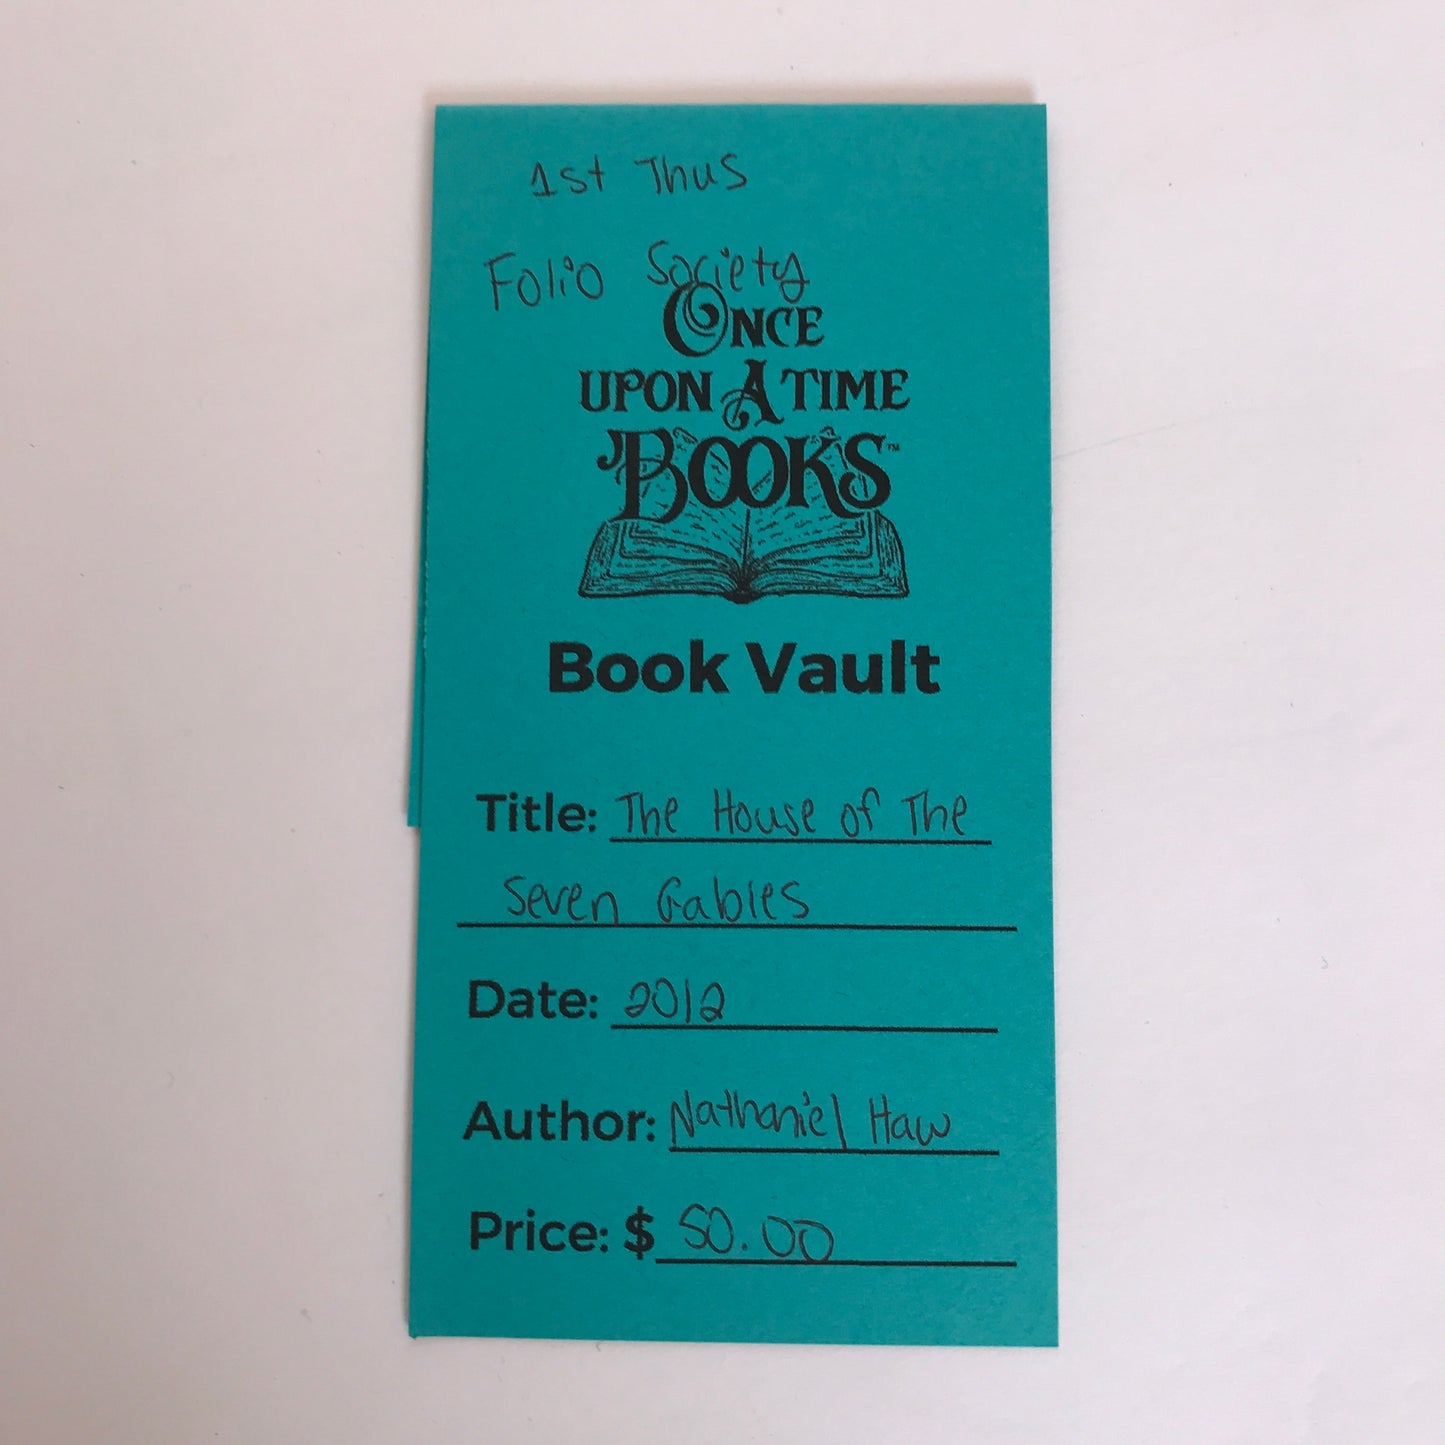 1st Thus
Folio Society
ONCE
UPON A TIME
BOOKS™
Book Vault
Title: The House of The
Seven Gables
Date: 2012
Author: Nathaniel Haw
Price: $ 50.00